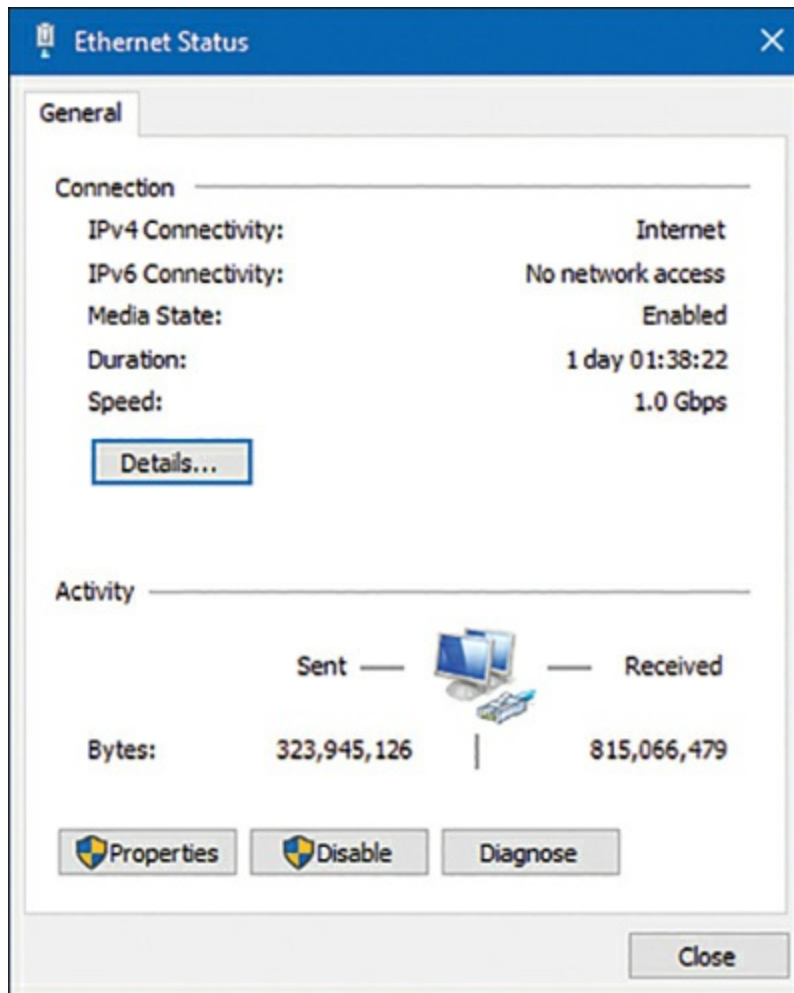 Ethernet Status
General
Connection
IPv4 Connectivity: Internet
IPv6 Connectivity: No network access
Media State: Enabled
Duration: 1 day 01:38:22
Speed: 1.0 Gbps
Details...
Activity
Sent Received
Bytes: 323,945,126 815,066,479
Properties Disable Diagnose
Close